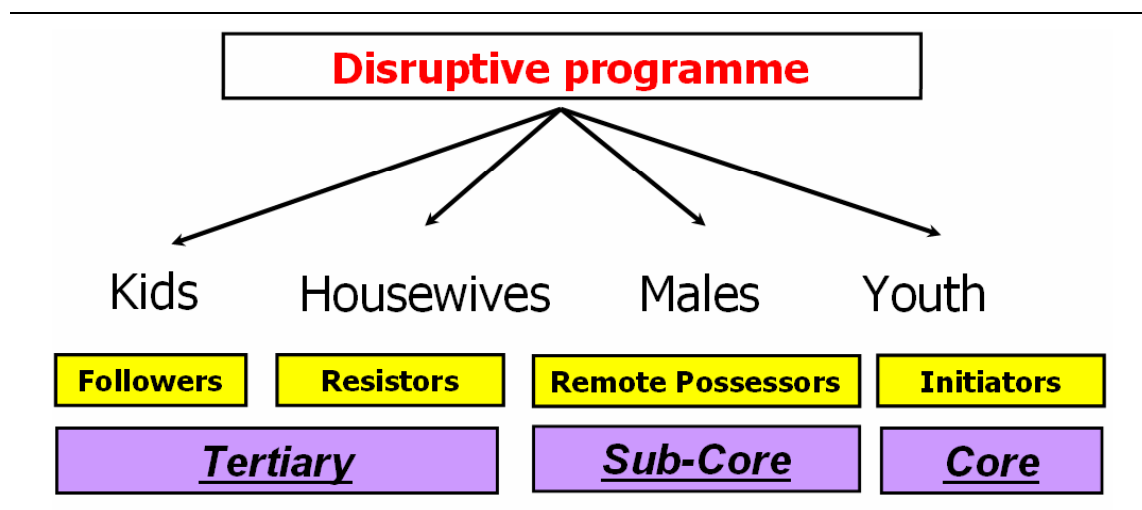 Disruptive programme
Kids Housewives Males Youth
Followers Resistors Remote Possessors Initiators
Tertiary Sub-Core Core